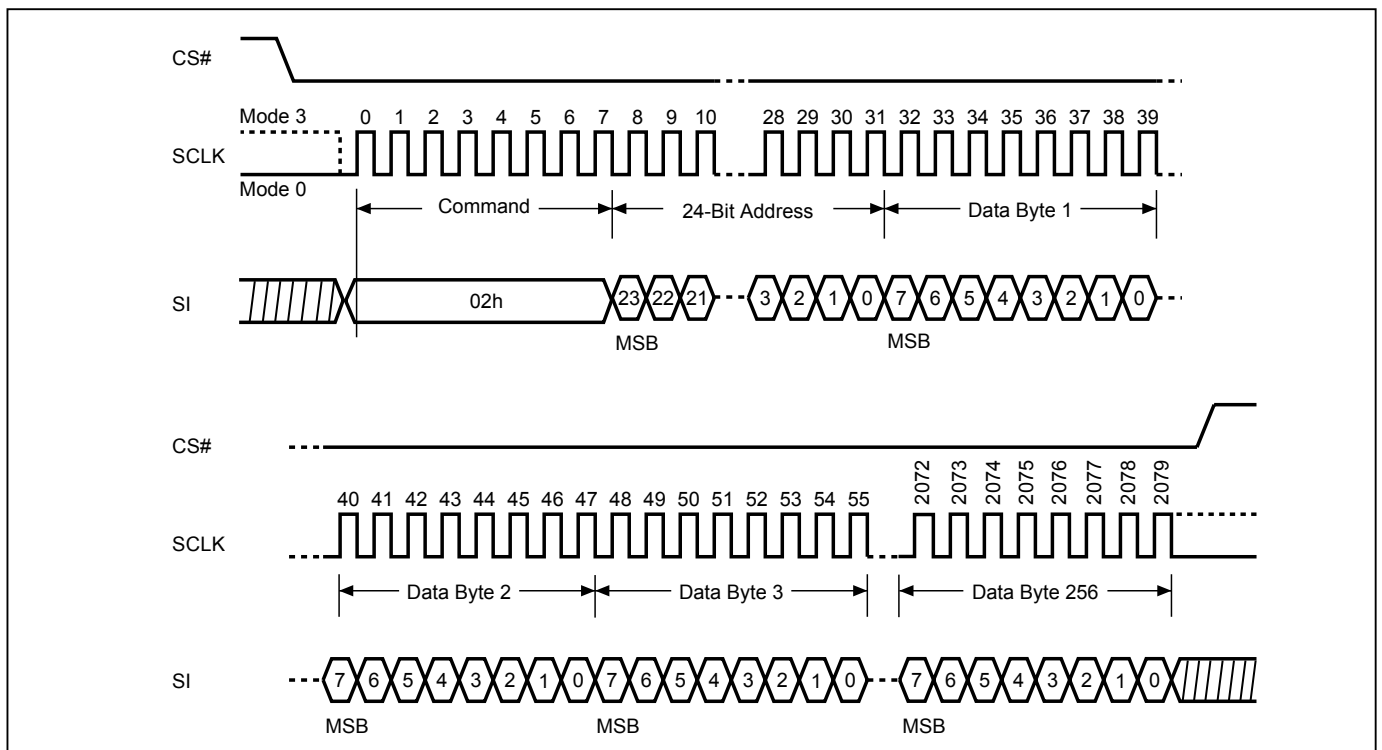 CS#
Mode 3
0 1 2 3 4 5 6 7 8 9 10 28 29 30 31 32 33 34 35 36 37 38 39
SCLK
Mode 0
Command 24-Bit Address Data Byte 1
SI 02h 23 22 21 3 2 1 0 7 6 5 4 3 2 1 0
MSB MSB
CS#
40 41 42 43 44 45 46 47 48 49 50 51 52 53 54 55 2072 2073 2074 2075 2076 2077 2078 2079
SCLK
Data Byte 2 Data Byte 3 Data Byte 256
SI 7 6 5 4 3 2 1 0 7 6 5 4 3 2 1 0 7 6 5 4 3 2 1 0
MSB MSB MSB